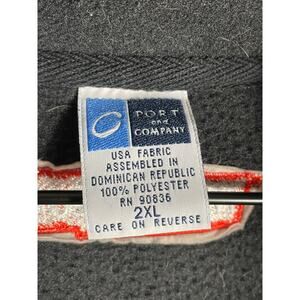 PORT
and
COMPANY
USA FABRIC
ASSEMBLED IN
DOMINICAN REPUBLIC
100% POLYESTER
RN 90836
2XL
CARE ON REVERSE